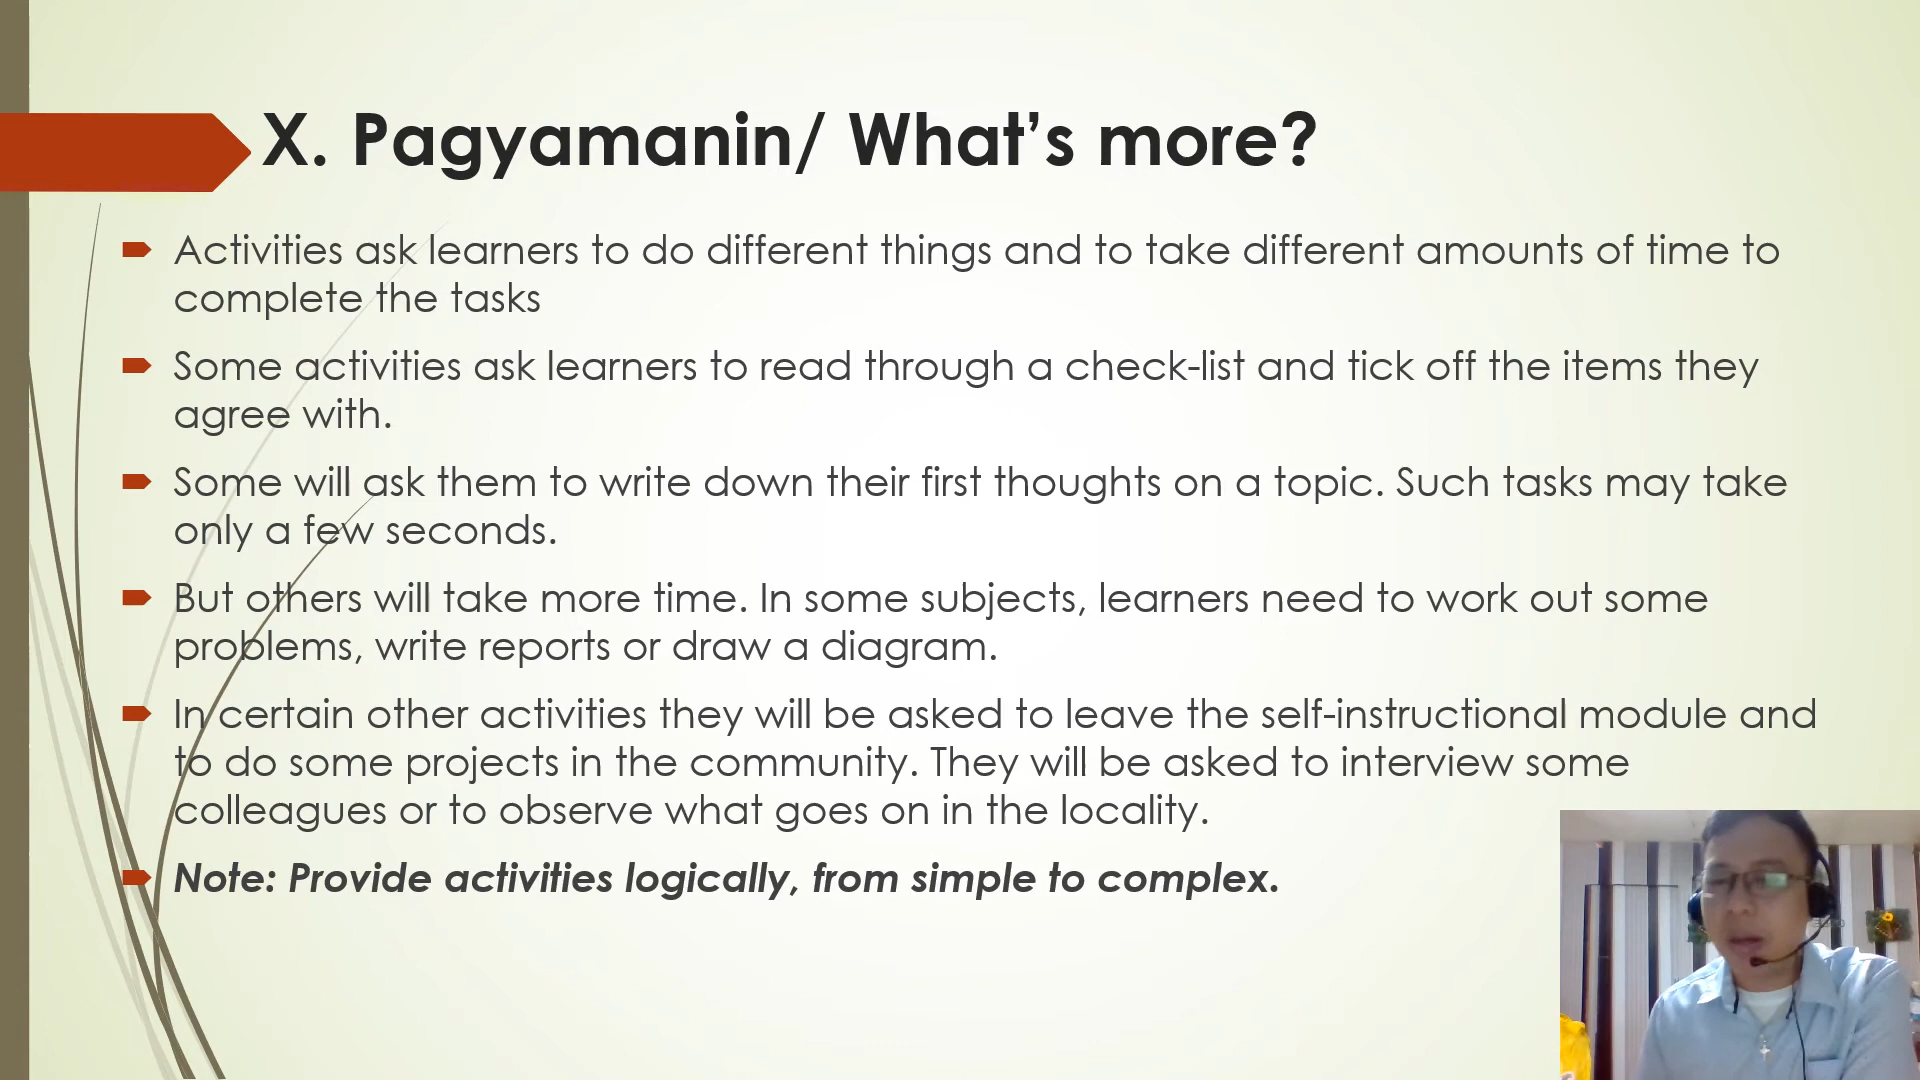 X. Pagyamanin/ What's more?
Activities ask learners to do different things and to take different amounts of time to
complete the tasks
Some activities ask learners to read through a check-list and tick off the items they
agree with.
Some will ask them to write down their first thoughts on a topic. Such tasks may take
only a few seconds.
But others will take more time. In some subjects, learners need to work out some
problems, write reports or draw a diagram.
In certain other activities they will be asked to leave the self-instructional module and
to do some projects in the community. They will be asked to interview some
colleagues or to observe what goes on in the locality.
Note: Provide activities logically, from simple to complex.